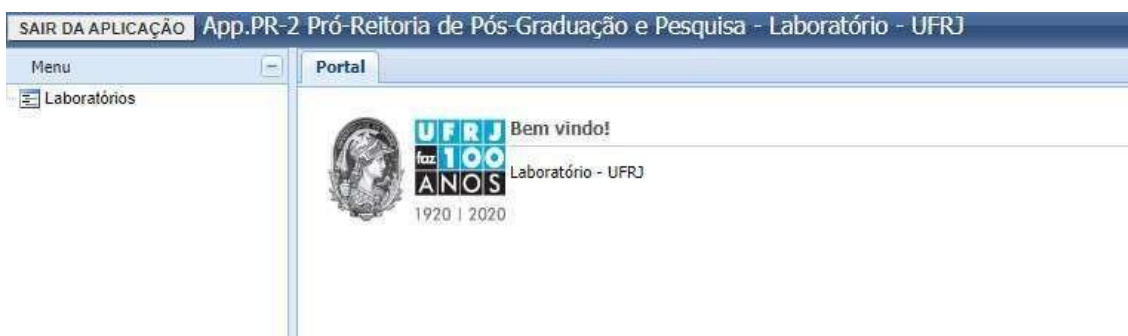 SAIR DA APLICAÇÃO App.PR-2 Pró-Reitoria de Pós-Graduação e Pesquisa - Laboratório - UFRJ
Menu
Portal
Laboratórios
UFRJ
faz 100
ANOS
1920 | 2020
Bem vindo!
Laboratório - UFRJ